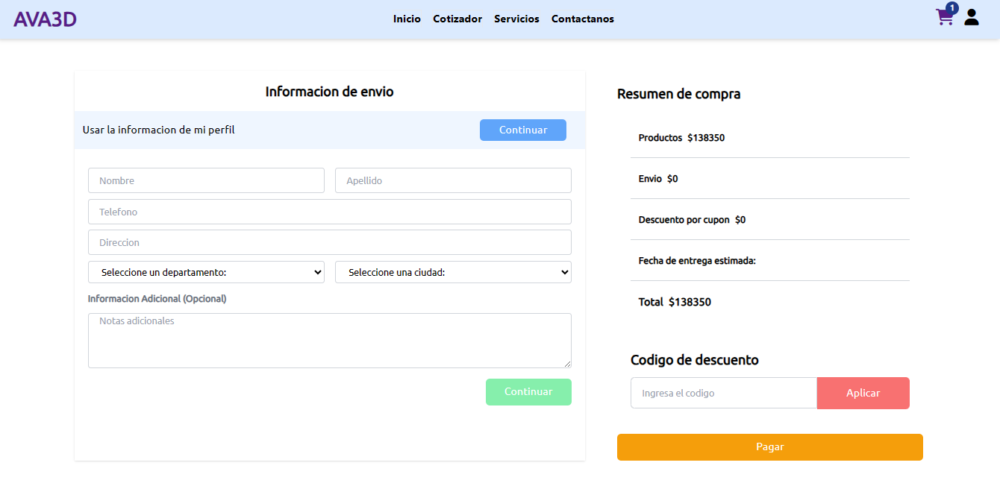 AVA3D
Inicio Cotizador Servicios Contactanos
1
Informacion de envio
Usar la informacion de mi perfil
Continuar
Nombre
Apellido
Telefono
Direccion
Seleccione un departamento:
Seleccione una ciudad:
Informacion Adicional (Opcional)
Notas adicionales
Continuar
Resumen de compra
Productos $138350
Envio $0
Descuento por cupon $0
Fecha de entrega estimada:
Total $138350
Codigo de descuento
Ingresa el codigo
Aplicar
Pagar